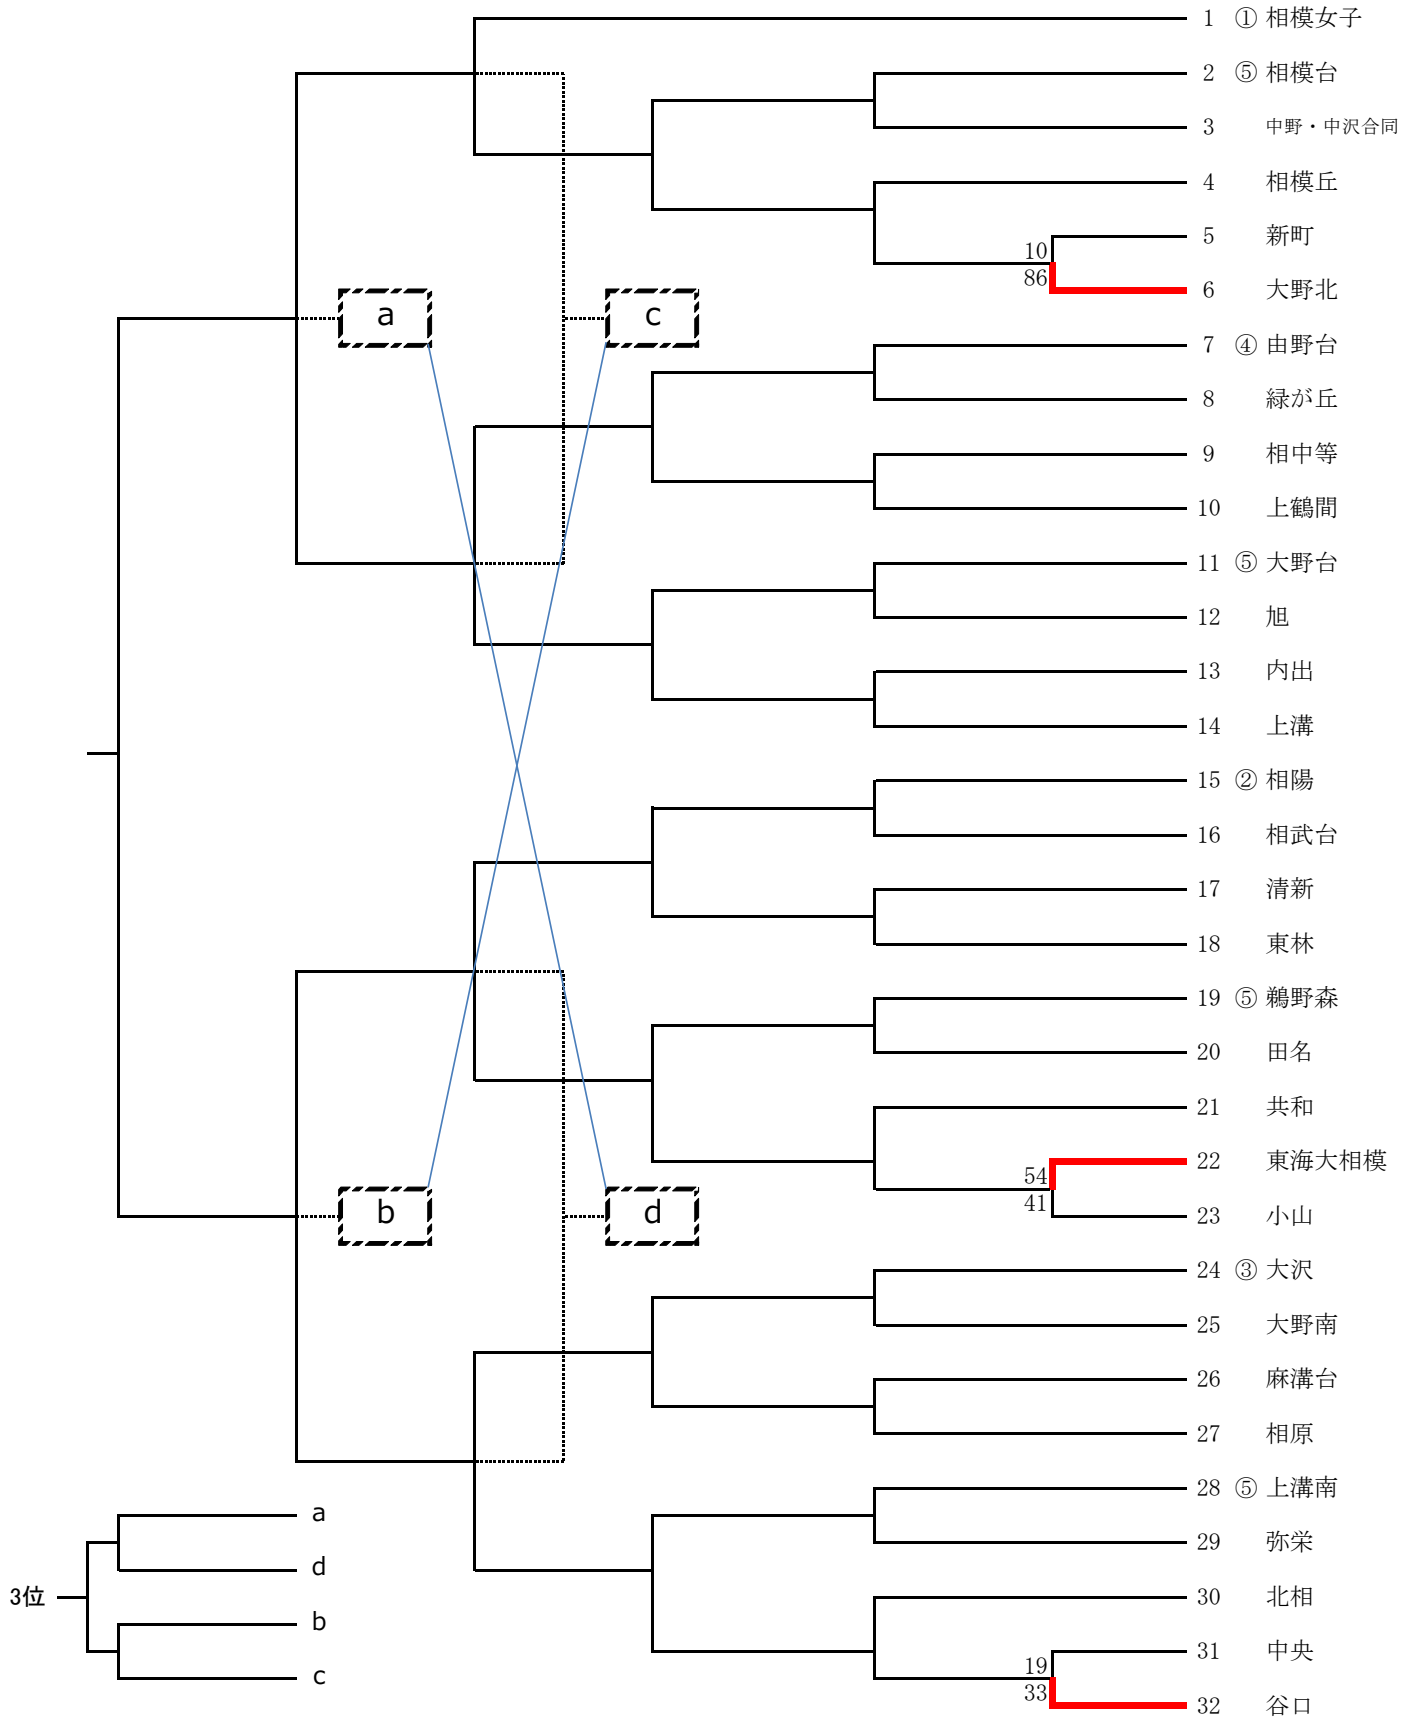 1 ① 相模女子
2 ⑤ 相模台
3 中野・中沢合同
4 相模丘
5 新町
10
86
6 大野北
a
c
7 ④ 由野台
8 緑が丘
9 相中等
10 上鶴間
11 ⑤ 大野台
12 旭
13 内出
14 上溝
15 ② 相陽
16 相武台
17 清新
18 東林
19 ⑤ 鵜野森
20 田名
21 共和
22 東海大相模
54
41
b
d
23 小山
24 ③ 大沢
25 大野南
26 麻溝台
27 相原
28 ⑤ 上溝南
a
29 弥栄
d
3位
30 北相
b
31 中央
19
33
c
32 谷口